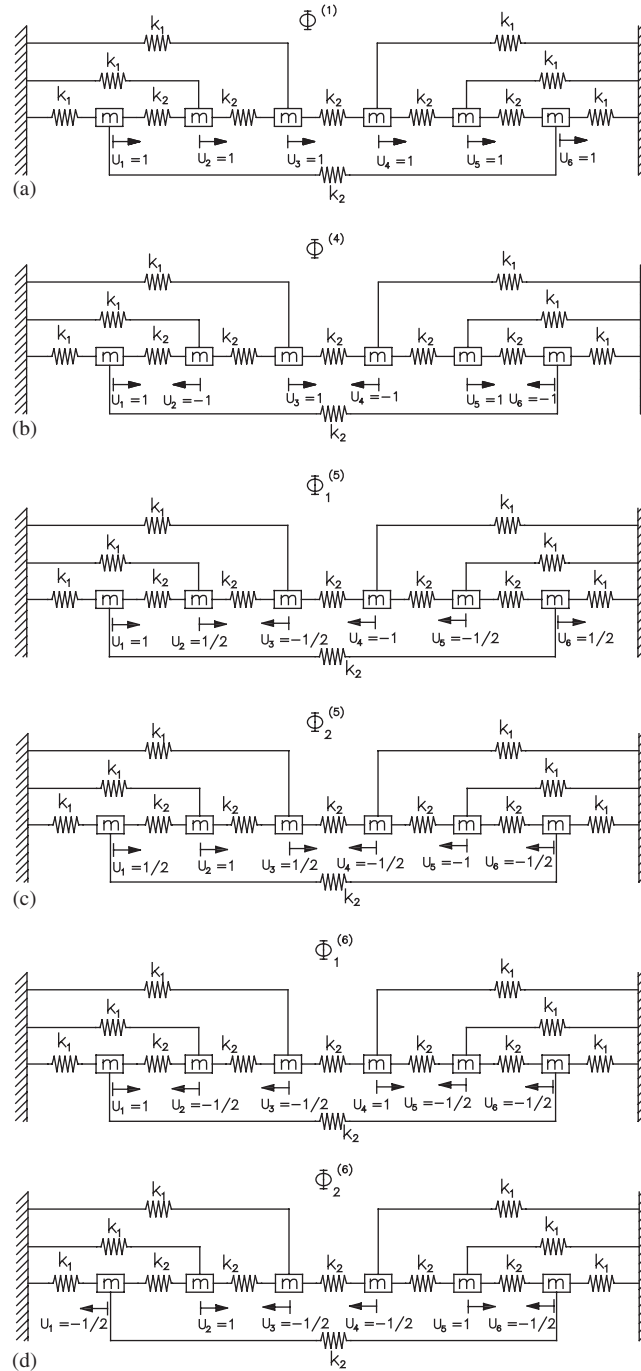 Φ(1)
k1 k1
k1 k1
k1 k2 k2 k2 k2 k2 k1
m m m m m m
U1=1 U2=1 U3=1 U4=1 U5=1 U6=1
k2
(a)
Φ(4)
k1 k1
k1 k1
k1 k2 k2 k2 k2 k2 k1
m m m m m m
U1=1 U2=-1 U3=1 U4=-1 U5=1 U6=-1
k2
(b)
Φ1(5)
k1 k1
k1 k1
k1 k2 k2 k2 k2 k2 k1
m m m m m m
U1=1 U2=1/2 U3=-1/2 U4=-1 U5=-1/2 U6=1/2
k2
Φ2(5)
k1 k1
k1 k1
k1 k2 k2 k2 k2 k2 k1
m m m m m m
U1=1/2 U2=1 U3=1/2 U4=-1/2 U5=-1 U6=-1/2
k2
(c)
Φ1(6)
k1 k1
k1 k1
k1 k2 k2 k2 k2 k2 k1
m m m m m m
U1=1 U2=-1/2 U3=-1/2 U4=1 U5=-1/2 U6=-1/2
k2
Φ2(6)
k1 k1
k1 k1
k1 k2 k2 k2 k2 k2 k1
m m m m m m
U1=-1/2 U2=1 U3=-1/2 U4=-1/2 U5=1 U6=-1/2
k2
(d)